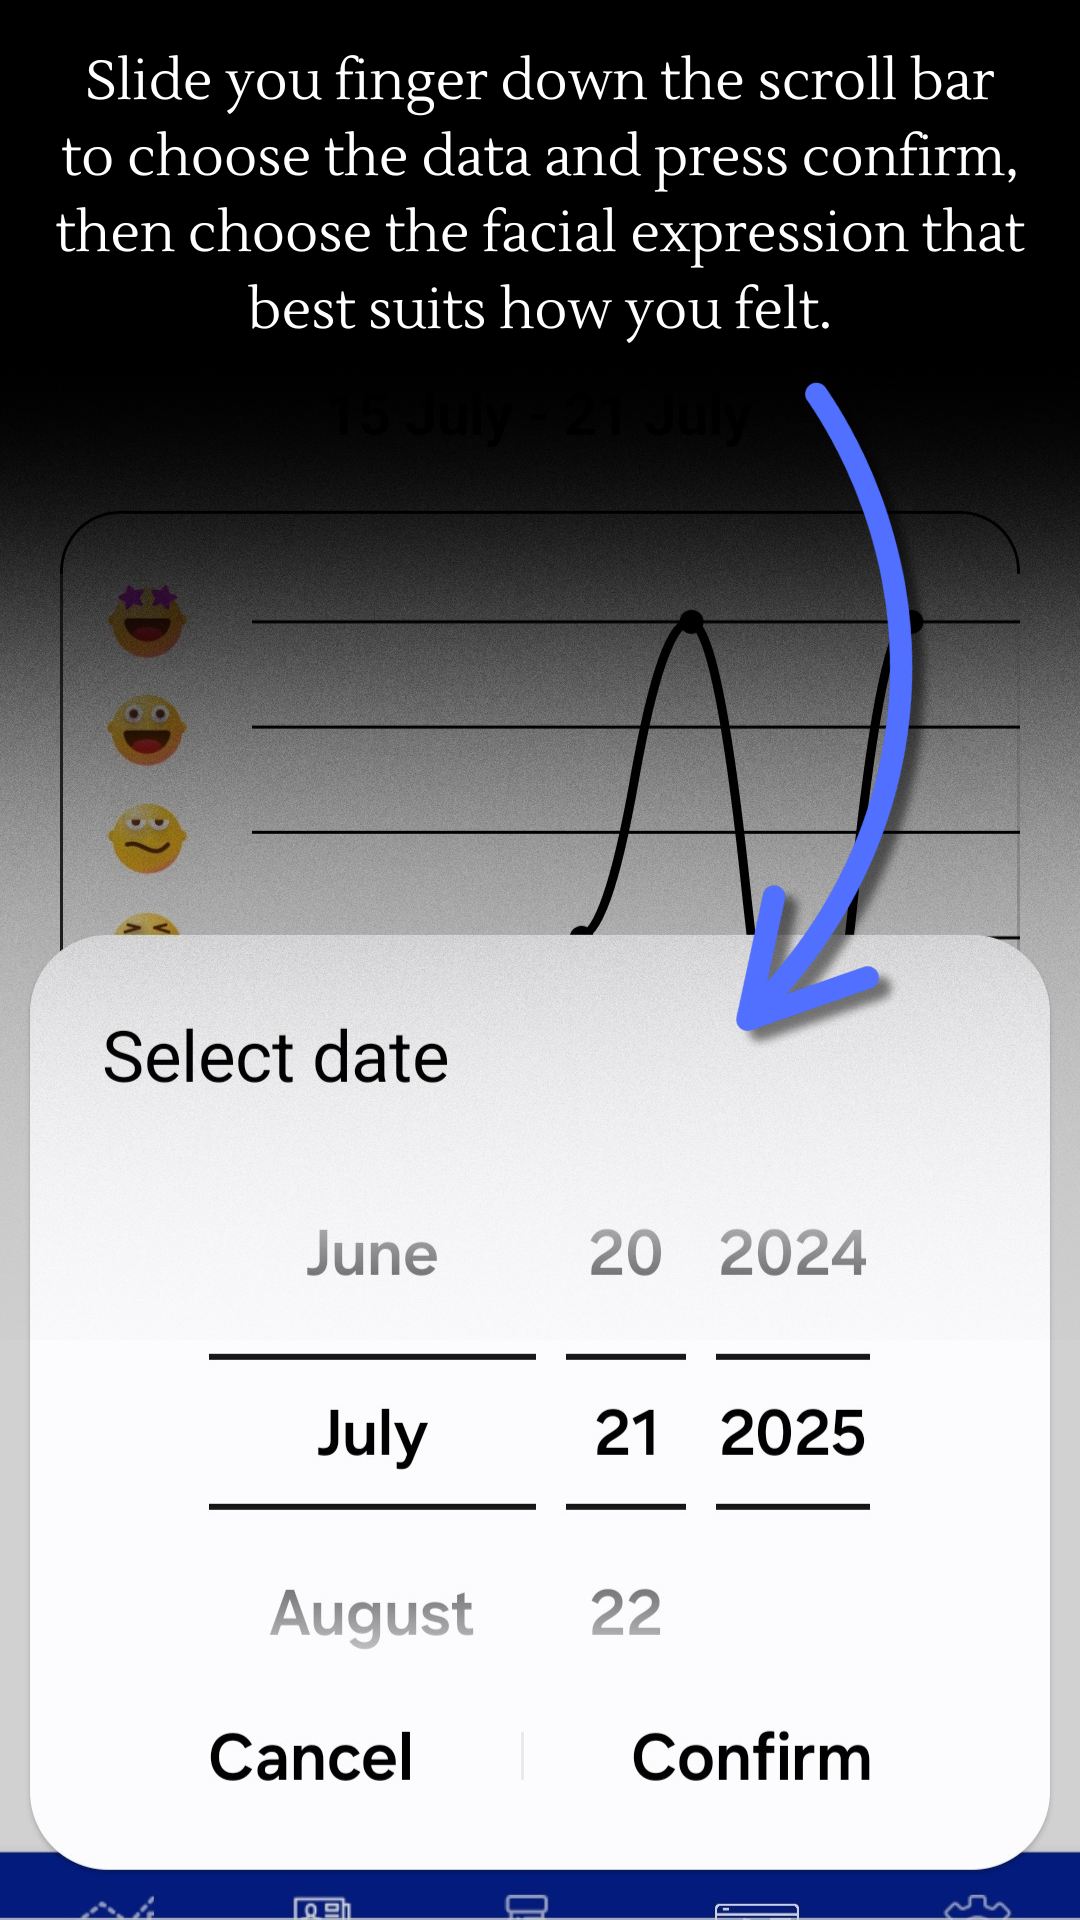 Slide you finger down the scroll bar
to choose the data and press confirm,
then choose the facial expression that
best suits how you felt.
15 July - 21 July
Select date
June 20 2024
July 21 2025
August 22
Cancel Confirm